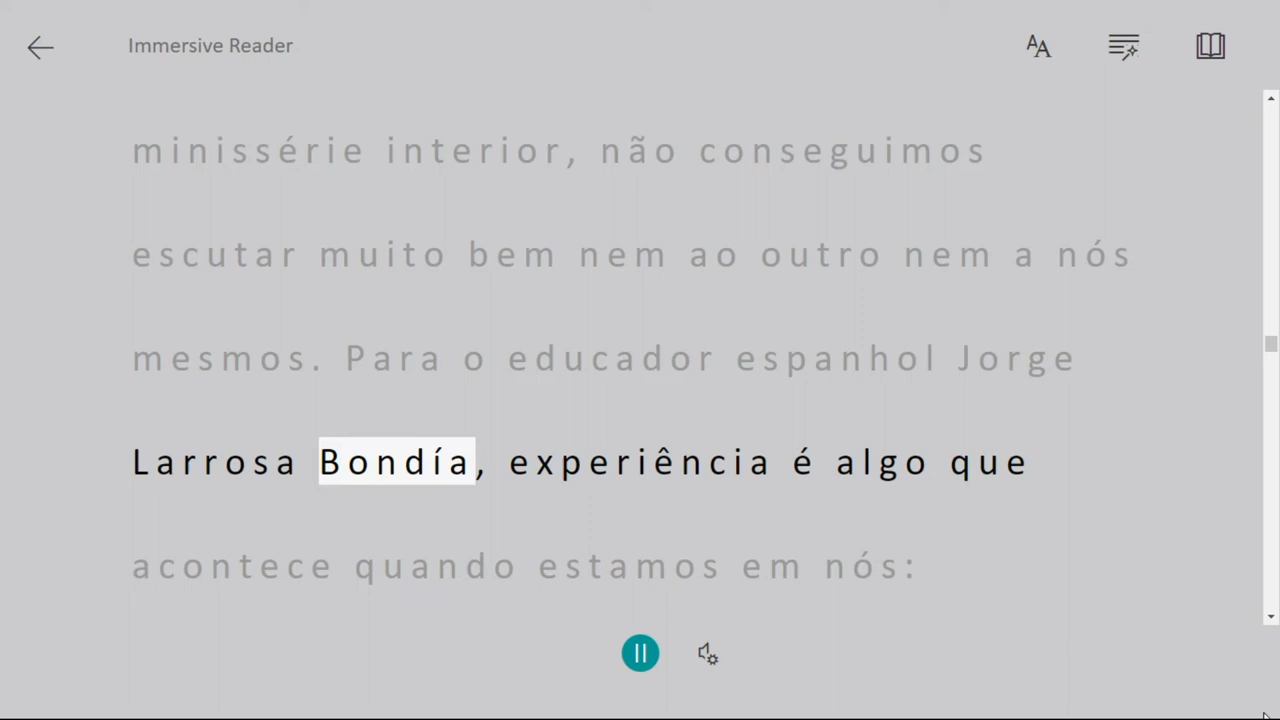 Immersive Reader
minissérie interior, não conseguimos
escutar muito bem nem ao outro nem a nós
mesmos. Para o educador espanhol Jorge
Larrosa Bondía, experiência é algo que
acontece quando estamos em nós: